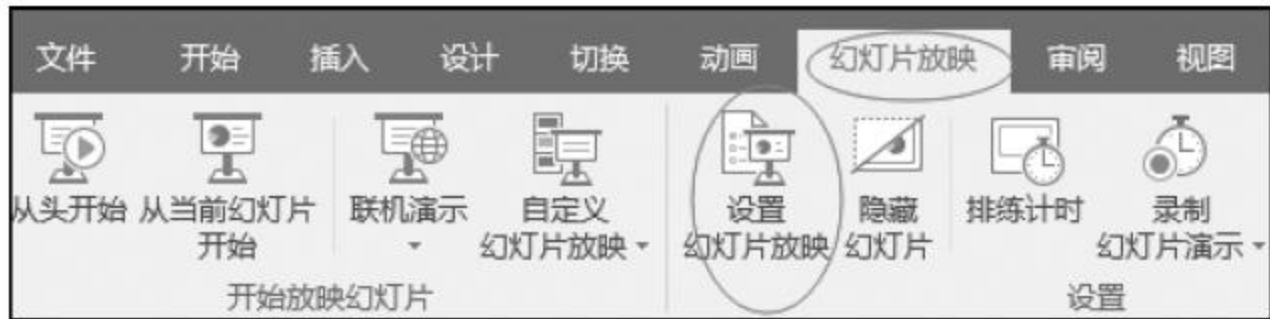 文件 开始 插入 设计 切换 动画 幻灯片放映 审阅 视图
从头开始 从当前幻灯片 联机演示 自定义 设置 隐藏 排练计时 录制
开始 幻灯片放映 幻灯片放映 幻灯片 幻灯片演示
开始放映幻灯片 设置